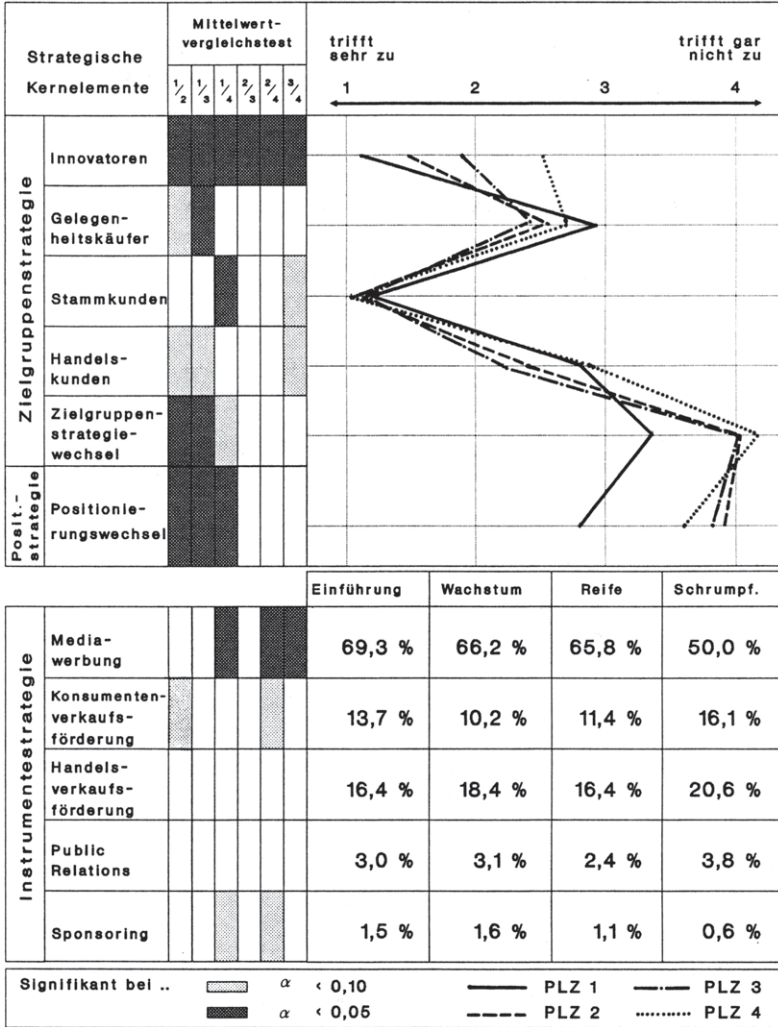 Strategische
Kernelemente
Mittelwert-
vergleichstest
1/2 1/3 1/4 2/3 2/4 3/4
trifft
sehr zu
trifft gar
nicht zu
1 2 3 4
Zielgruppenstrategie
Innovatoren
Gelegen-
heitskäufer
Stammkunden
Handels-
kunden
Zielgruppen-
strategie-
wechsel
Posit.-
strategie
Positionie-
rungswechsel
Einführung Wachstum Reife Schrumpf.
Instrumentestrategie
Media-
werbung
69,3 % 66,2 % 65,8 % 50,0 %
Konsumenten-
verkaufs-
förderung
13,7 % 10,2 % 11,4 % 16,1 %
Handels-
verkaufs-
förderung
16,4 % 18,4 % 16,4 % 20,6 %
Public
Relations
3,0 % 3,1 % 2,4 % 3,8 %
Sponsoring
1,5 % 1,6 % 1,1 % 0,6 %
Signifikant bei .. α < 0,10 PLZ 1 PLZ 3
α < 0,05 PLZ 2 PLZ 4